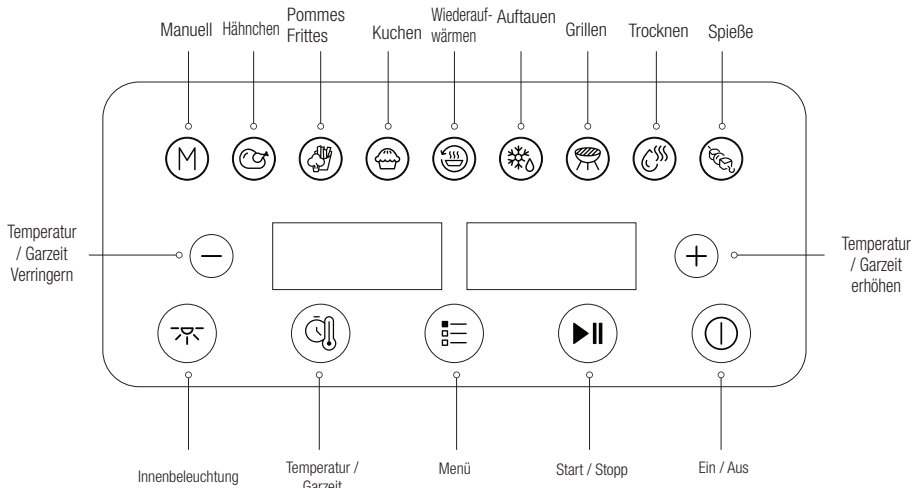 Manuell
Hähnchen
Pommes
Frittes
Kuchen
Wiederauf-
wärmen
Auftauen
Grillen
Trocknen
Spieße
M
Temperatur
/ Garzeit
Verringern
Temperatur
/ Garzeit
erhöhen
Innenbeleuchtung
Temperatur /
Garzeit
Menü
Start / Stopp
Ein / Aus